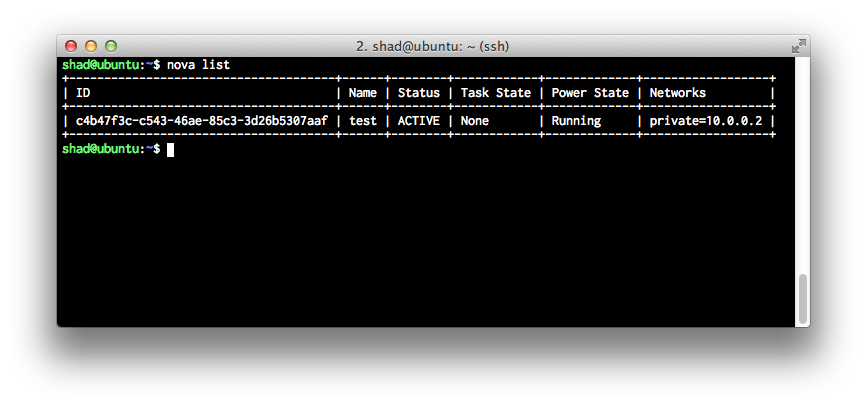 2. shad@ubuntu: ~ (ssh)
shad@ubuntu:~$ nova list
+--------------------------------------+------+--------+------------+-------------+------------------+
| ID                                   | Name | Status | Task State | Power State | Networks         |
+--------------------------------------+------+--------+------------+-------------+------------------+
| c4b47f3c-c543-46ae-85c3-3d26b5307aaf | test | ACTIVE | None       | Running     | private=10.0.0.2 |
+--------------------------------------+------+--------+------------+-------------+------------------+
shad@ubuntu:~$